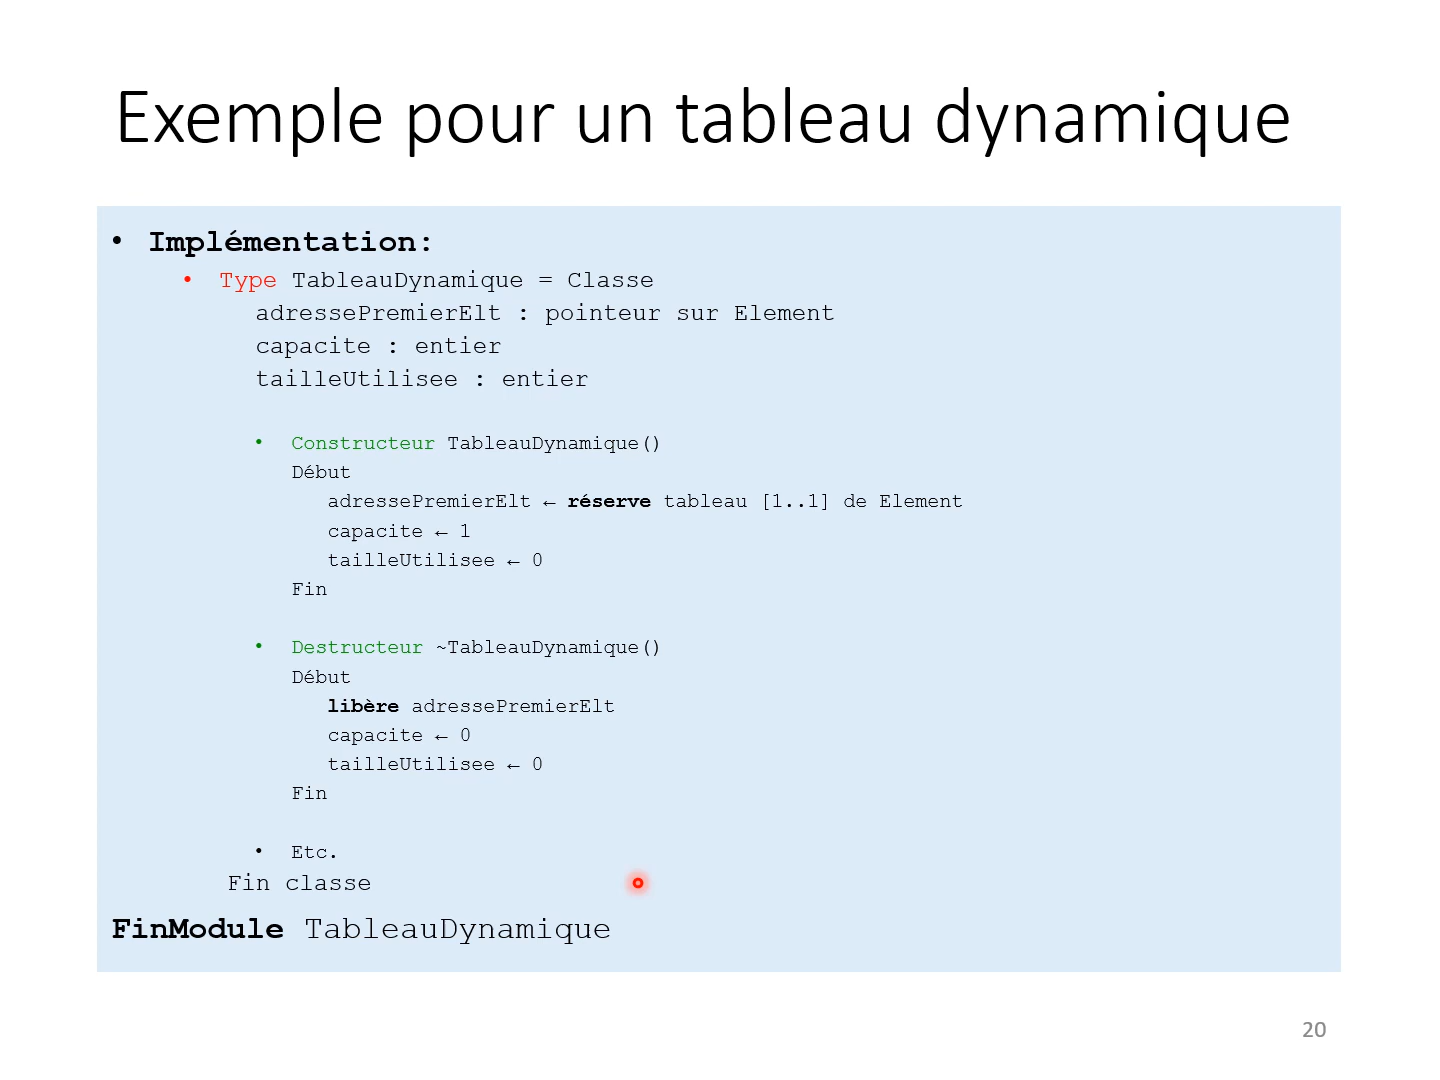 Exemple pour un tableau dynamique
• Implémentation:
• Type TableauDynamique = Classe
adressePremierElt : pointeur sur Element
capacite : entier
tailleUtilisee : entier
• Constructeur TableauDynamique()
Début
adressePremierElt ← réserve tableau [1..1] de Element
capacite ← 1
tailleUtilisee ← 0
Fin
• Destructeur ~TableauDynamique()
Début
libère adressePremierElt
capacite ← 0
tailleUtilisee ← 0
Fin
• Etc.
Fin classe
FinModule TableauDynamique
20